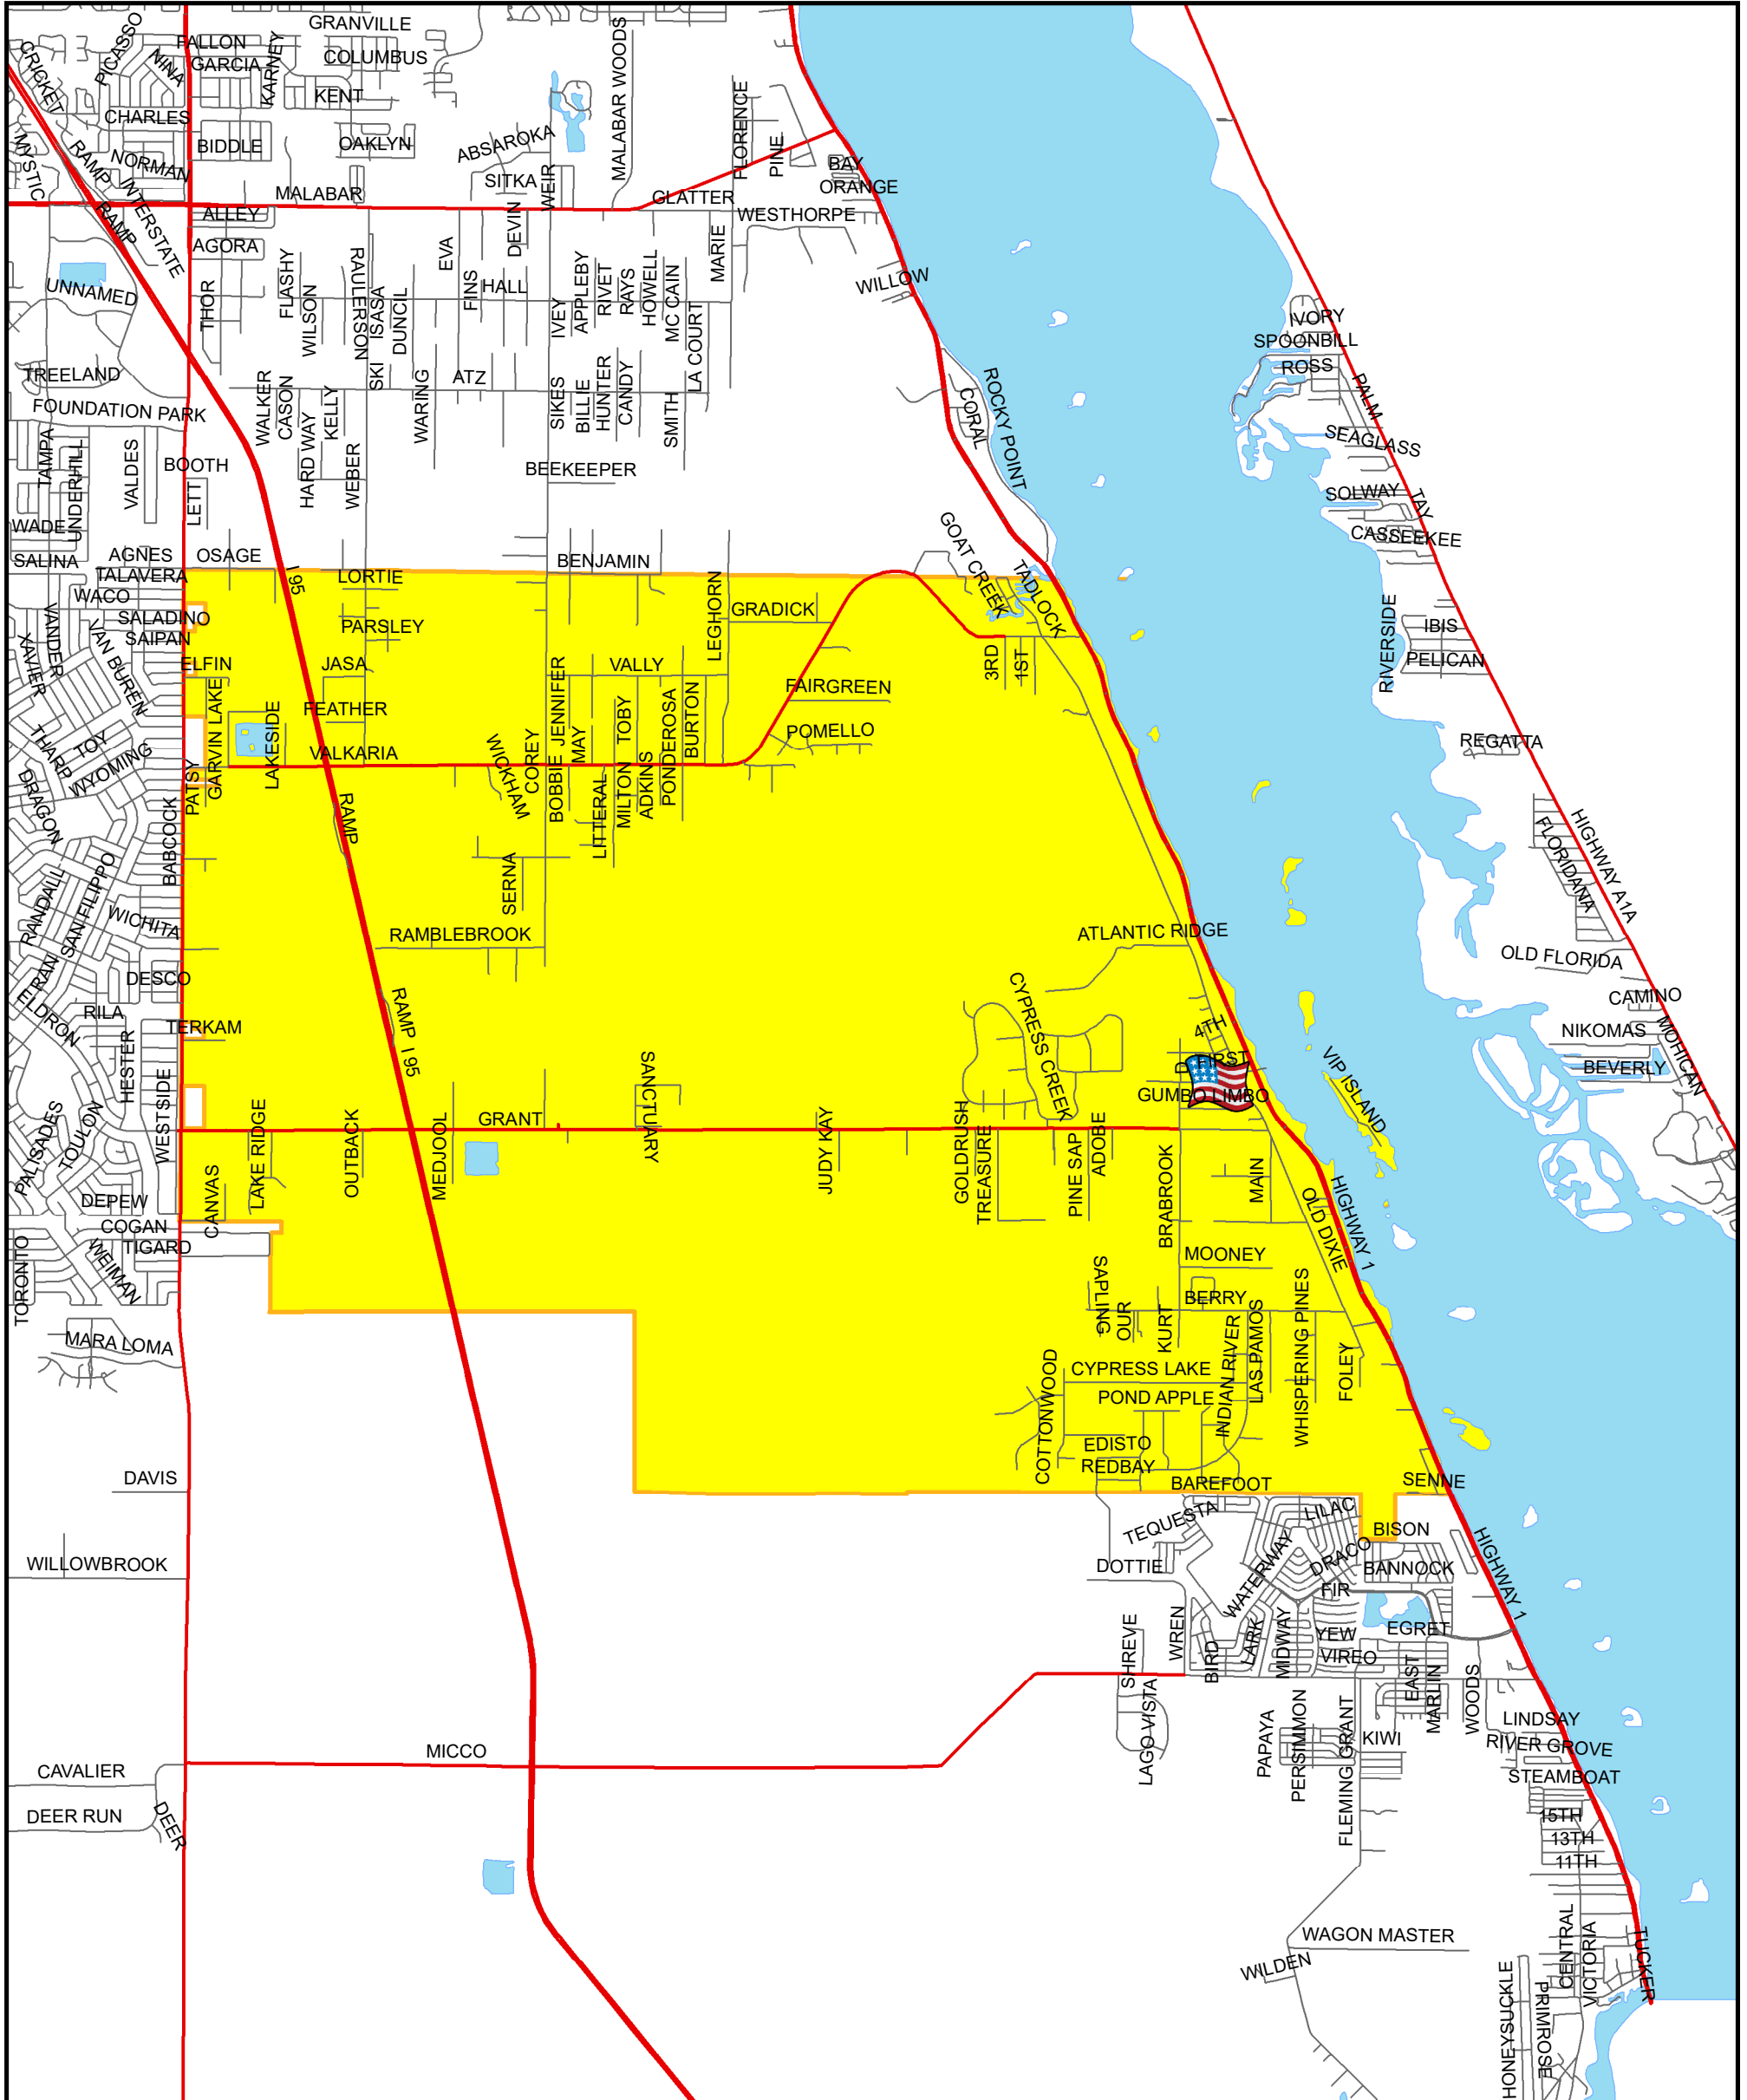 GRANVILLE
FALLON
PICASSO
CRICKET
NINA
GARCIA
KARNEY
COLUMBUS
MALABAR WOODS
KENT
CHARLES
FLORENCE
MYSTIC
RAMP
NORMAN
BIDDLE
OAKLYN
ABSAROKA
PINE
BAY
SITKA
WEIR
ORANGE
INTERSTATE
MALABAR
GLATTER
RAMP
ALLEY
DEVIN
WESTHORPE
AGORA
EVA
MARIE
UNNAMED
THOR
FLASHY
WILSON
RAULERSON
ISASA
SKI
DUNCIL
FINS
HALL
IVEY
APPLEBY
RIVET
RAYS
HOWELL
MC CAIN
LA COURT
WILLOW
IVORY
SPOONBILL
ROSS
PALM
TREELAND
FOUNDATION PARK
WALKER
CASON
HARDWAY
KELLY
WEBER
WARING
ATZ
SIKES
BILLIE
HUNTER
CANDY
SMITH
CORAL
ROCKY POINT
SEAGLASS
TAMPA
UNDERHILL
VALDES
BOOTH
LETT
BEEKEEPER
SOLWAY
TAY
WADE
CASSEEKEE
SALINA
AGNES
OSAGE
BENJAMIN
GOAT CREEK
TADLOCK
TALAVERA
I 95
LORTIE
WACO
VANDER
SALADINO
PARSLEY
LEGHORN
GRADICK
RIVERSIDE
IBIS
XAVIER
VAN BUREN
SAIPAN
ELFIN
JASA
VALLY
3RD
1ST
PELICAN
GARVIN LAKE
LAKESIDE
FEATHER
JENNIFER
MAY
TOBY
PONDEROSA
BURTON
FAIRGREEN
THARP
TOY
WYOMING
VALKARIA
POMELLO
REGATTA
DRAGON
PATSY
WICKHAM
COREY
BOBBIE
LITTERAL
MILTON
ADKINS
BABCOCK
RAMP
HIGHWAY A1A
FLORIDANA
RANDALL
SAN FILIPPO
SERNA
WICHITA
RAMBLEBROOK
ATLANTIC RIDGE
OLD FLORIDA
ERAN
DESCO
ELDRON
RILA
TERKAM
RAMP I 95
CYPRESS CREEK
4TH
CAMINO
NIKOMAS
MOHICAN
HESTER
WESTSIDE
SANCTUARY
D
FIRST
VIP ISLAND
BEVERLY
GUMBO LIMBO
PALISADES
TOULON
LAKE RIDGE
OUTBACK
MEDJOOL
GRANT
JUDY KAY
GOLDRUSH
TREASURE
PINE SAP
ADOBE
BRABROOK
MAIN
DEPEW
CANVAS
OLD DIXIE
HIGHWAY 1
COGAN
TIGARD
WEIMAN
TORONTO
MOONEY
SAPLING
OUR
KURT
BERRY
INDIAN RIVER
LAS PAMOS
WHISPERING PINES
FOLEY
MARA LOMA
CYPRESS LAKE
COTTONWOOD
POND APPLE
EDISTO
REDBAY
DAVIS
BAREFOOT
SENNE
TEQUESTA
LILAC
BISON
HIGHWAY 1
WILLOWBROOK
DOTTIE
WATERWAY
DRACO
BANNOCK
FIR
SHREVE
WREN
BIRD
LARK
MIDWAY
YEW
EGRET
VIREO
EAST
MARLIN
WOODS
MICCO
LAGO VISTA
PAPAYA
PERSIMMON
FLEMING GRANT
KIWI
LINDSAY
RIVER GROVE
CAVALIER
STEAMBOAT
DEER RUN
DEER
15TH
13TH
11TH
WAGON MASTER
WILDEN
CENTRAL
VICTORIA
TUCKER
HONEYSUCKLE
PRIMROSE